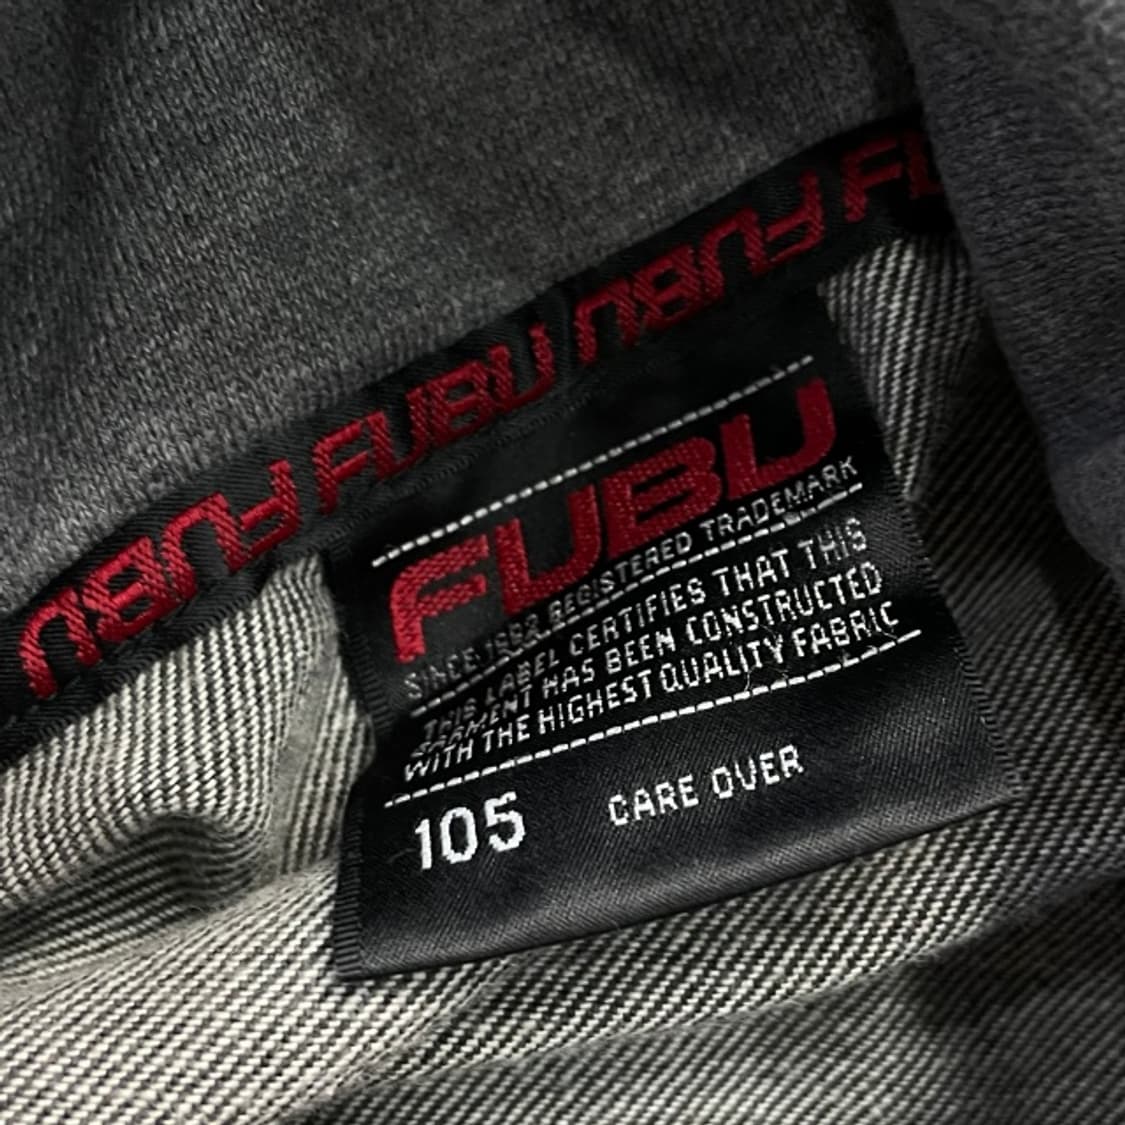 FUBU FUBU FUBU FU
FUBU
SINCE 1992 REGISTERED TRADEMARK
THIS LABEL CERTIFIES THAT THIS
GARMENT HAS BEEN CONSTRUCTED
WITH THE HIGHEST QUALITY FABRIC
105 CARE OVER